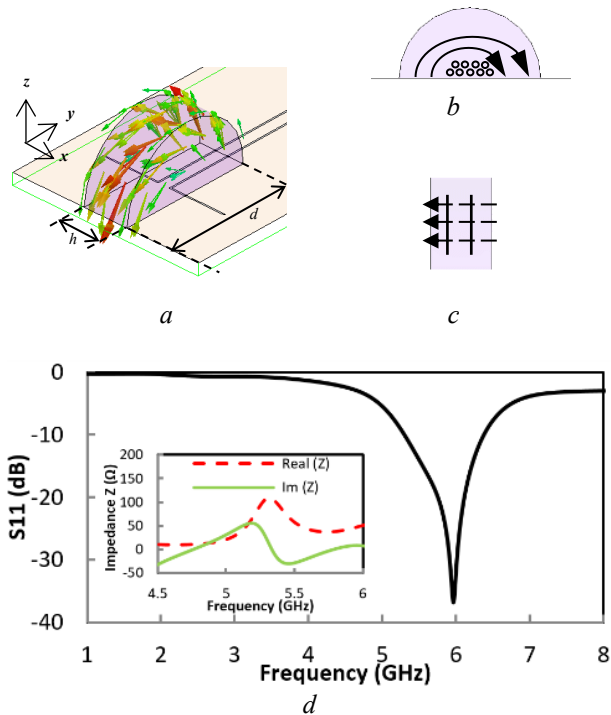 z
y
x
h
d
a
b
c
0
-10
-20
-30
-40
S11 (dB)
200
150
100
50
0
-50
Impedance Z (Ω)
Real (Z)
Im (Z)
4.5 5 5.5 6
Frequency (GHz)
1 2 3 4 5 6 7 8
Frequency (GHz)
d